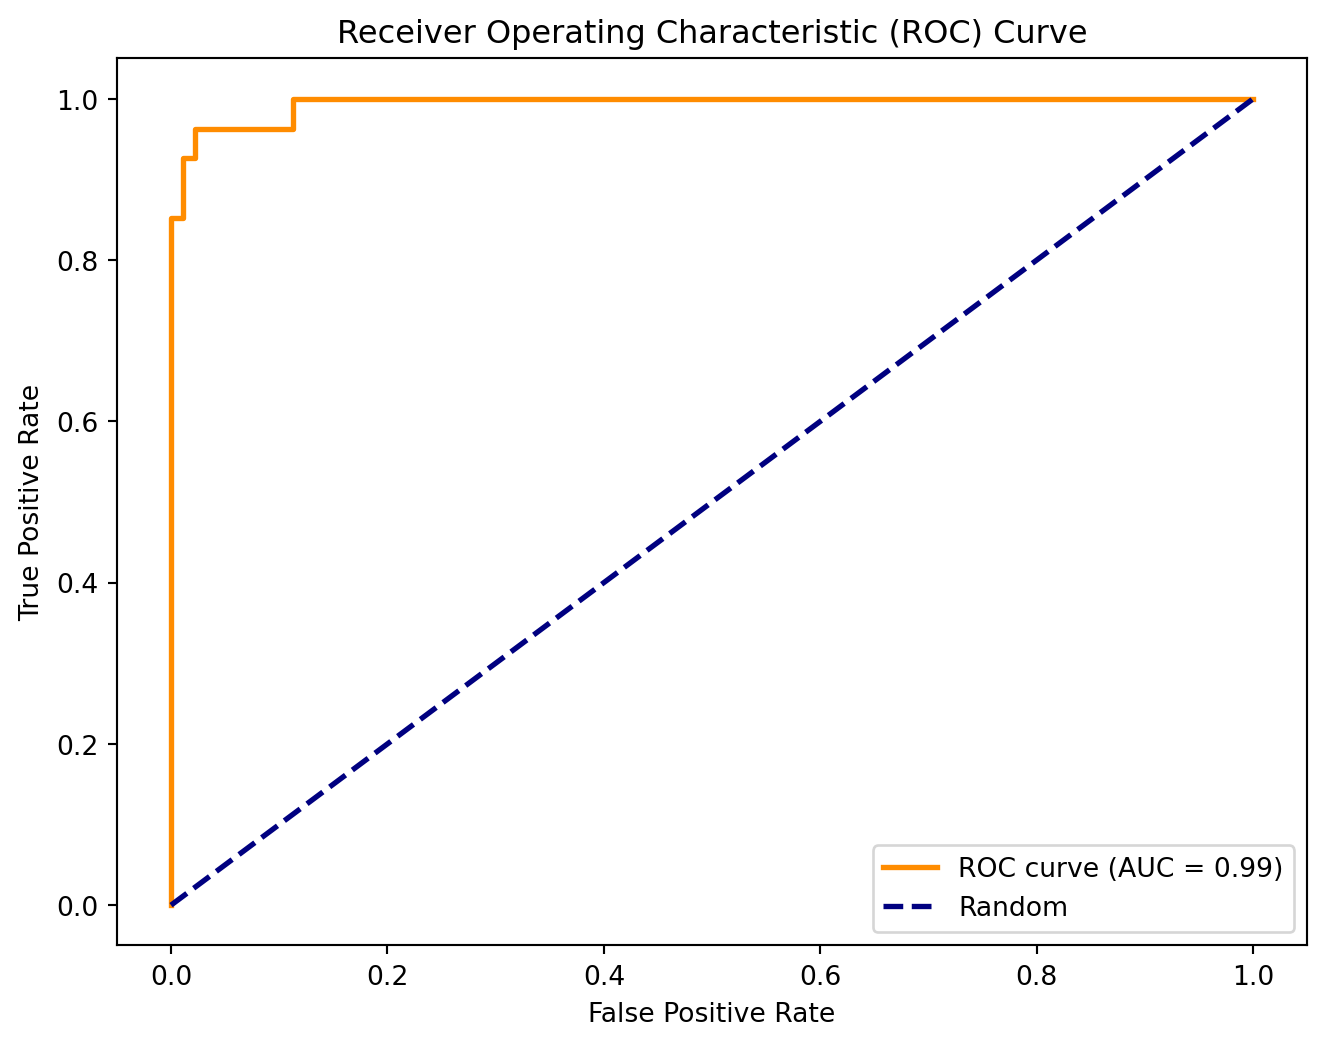 Receiver Operating Characteristic (ROC) Curve
True Positive Rate
1.0
0.8
0.6
0.4
0.2
0.0
ROC curve (AUC = 0.99)
Random
0.0 0.2 0.4 0.6 0.8 1.0
False Positive Rate